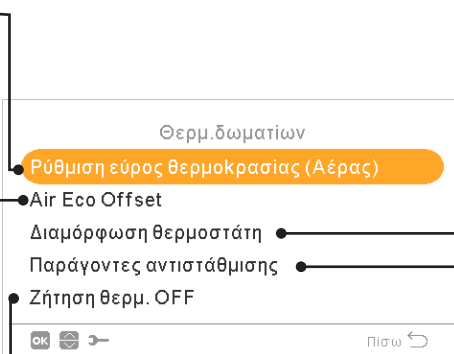 Θερμ.δωματίων
Ρύθμιση εύρος θερμοκρασίας (Αέρας)
Air Eco Offset
Διαμόρφωση θερμοστάτη
Παράγοντες αντιστάθμισης
Ζήτηση θερμ. OFF
OK Πίσω